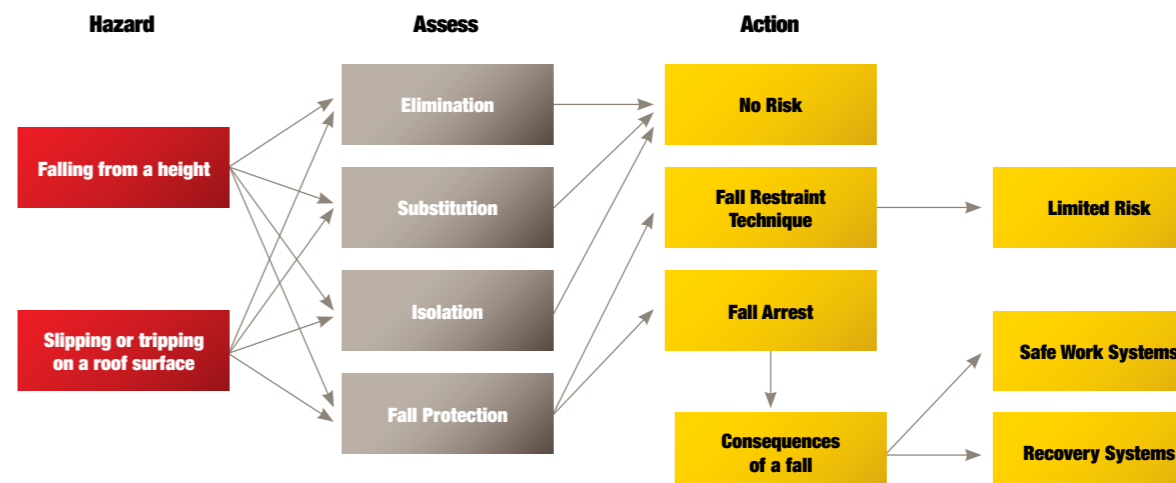 Hazard
Assess
Action
Elimination
No Risk
Falling from a height
Substitution
Fall Restraint
Technique
Limited Risk
Isolation
Fall Arrest
Slipping or tripping
on a roof surface
Safe Work Systems
Fall Protection
Consequences
of a fall
Recovery Systems